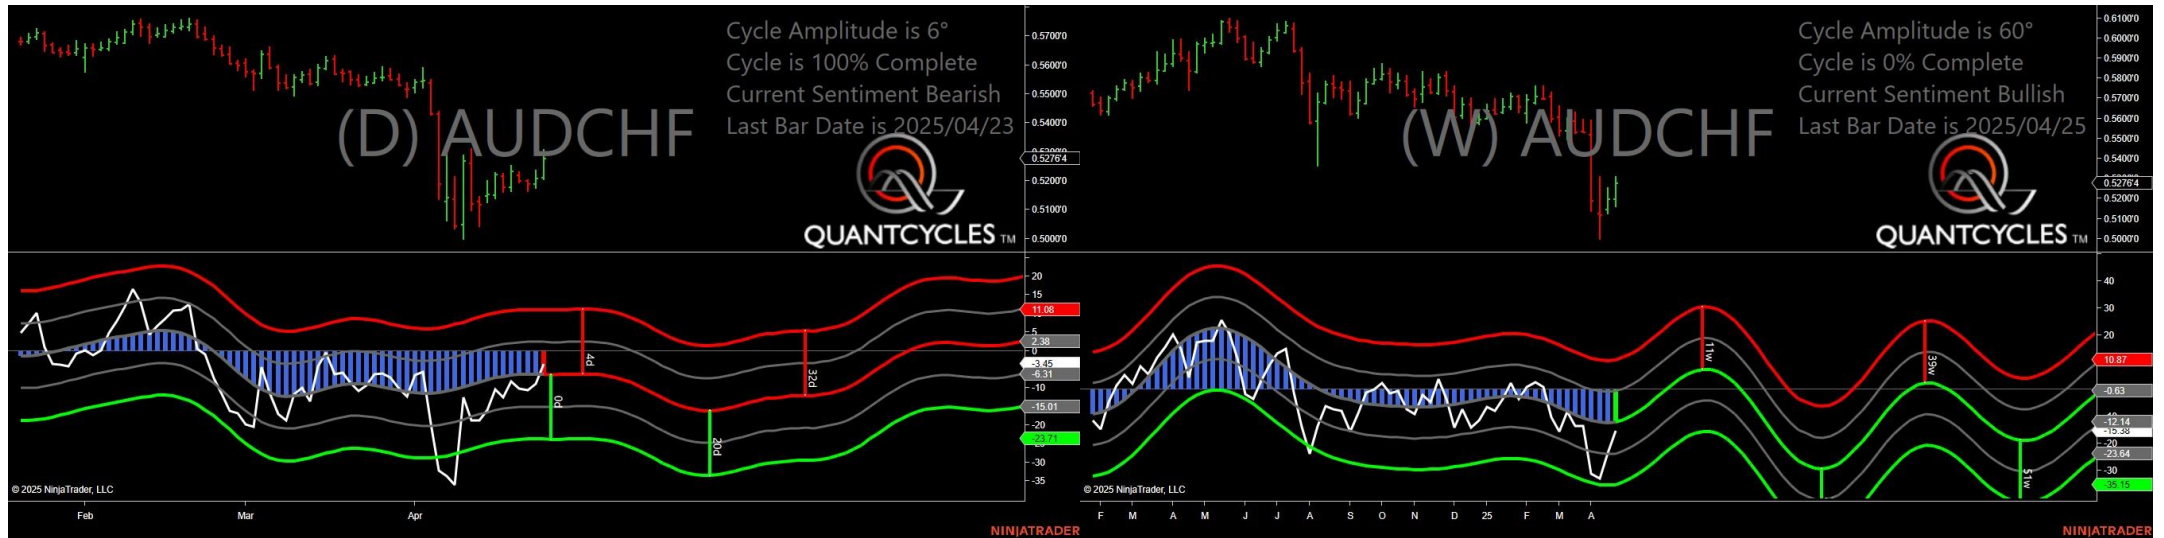 Cycle Amplitude is 6°
Cycle is 100% Complete
Current Sentiment Bearish
Last Bar Date is 2025/04/23
(D) AUDCHF
QUANTCYCLES TM
0.5700'0
0.5600'0
0.5500'0
0.5400'0
0.5276'4
0.5200'0
0.5100'0
0.5000'0
20
15
11.08
5
2.38
0
-3.45
-6.31
-10
-15.01
-20
-23.71
-30
-35
4d
0d
20d
32d
© 2025 NinjaTrader, LLC
Feb Mar Apr
NINJATRADER
Cycle Amplitude is 60°
Cycle is 0% Complete
Current Sentiment Bullish
Last Bar Date is 2025/04/25
(W) AUDCHF
QUANTCYCLES TM
0.6100'0
0.6000'0
0.5900'0
0.5800'0
0.5700'0
0.5600'0
0.5500'0
0.5400'0
0.5276'4
0.5200'0
0.5100'0
0.5000'0
40
30
20
10.87
-0.63
-12.14
-15.38
-20
-23.64
-30
-35.15
11w
39w
51w
© 2025 NinjaTrader, LLC
F M A M J J A S O N D 25 F M A
NINJATRADER